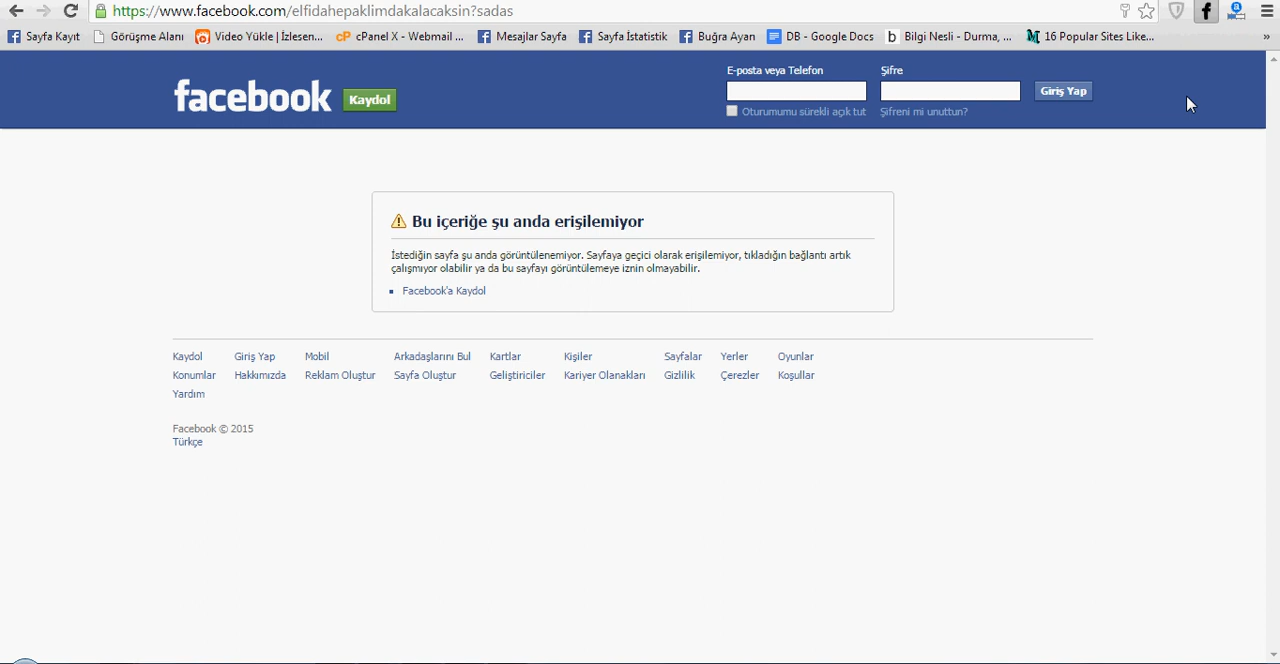 https://www.facebook.com/elfidahepaklimdakalacaksin?sadas
Sayfa Kayıt Görüşme Alanı Video Yükle | İzlesen... cP cPanel X - Webmail ... Mesajlar Sayfa Sayfa İstatistik Buğra Ayan DB - Google Docs b Bilgi Nesli - Durma, ... 16 Popular Sites Like... »
E-posta veya Telefon Şifre
facebook Kaydol Giriş Yap
Oturumumu sürekli açık tut Şifreni mi unuttun?
Bu içeriğe şu anda erişilemiyor
İstediğin sayfa şu anda görüntülenemiyor. Sayfaya geçici olarak erişilemiyor, tıkladığın bağlantı artık
çalışmıyor olabilir ya da bu sayfayı görüntülemeye iznin olmayabilir.
Facebook'a Kaydol
Kaydol Giriş Yap Mobil Arkadaşlarını Bul Kartlar Kişiler Sayfalar Yerler Oyunlar
Konumlar Hakkımızda Reklam Oluştur Sayfa Oluştur Geliştiriciler Kariyer Olanakları Gizlilik Çerezler Koşullar
Yardım
Facebook © 2015
Türkçe